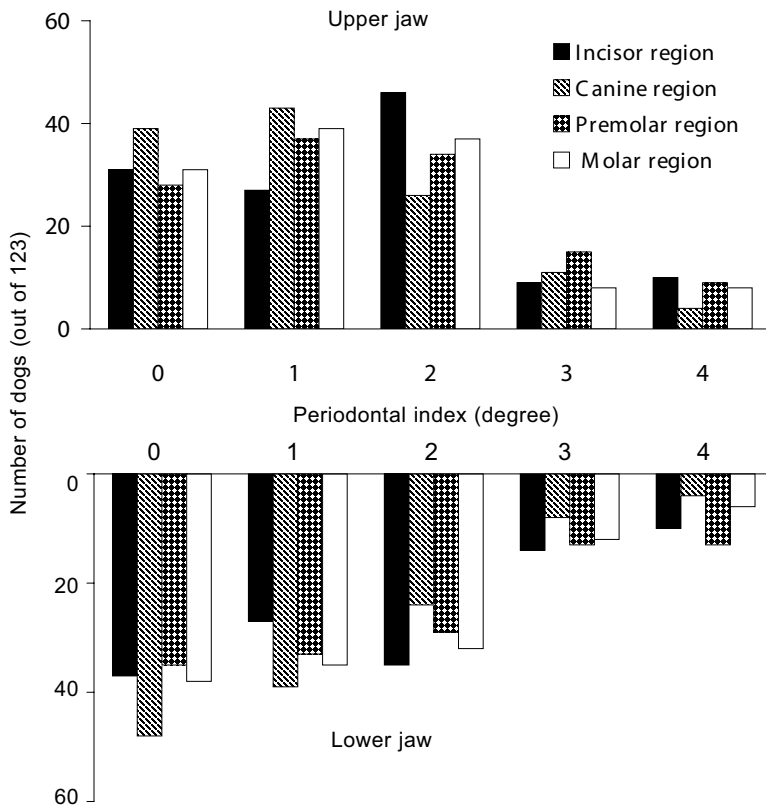 60
Upper jaw
Incisor region
Canine region
40
Premolar region
Molar region
20
0
0 1 2 3 4
Number of dogs (out of 123)
Periodontal index (degree)
0 1 2 3 4
0
20
40
Lower jaw
60